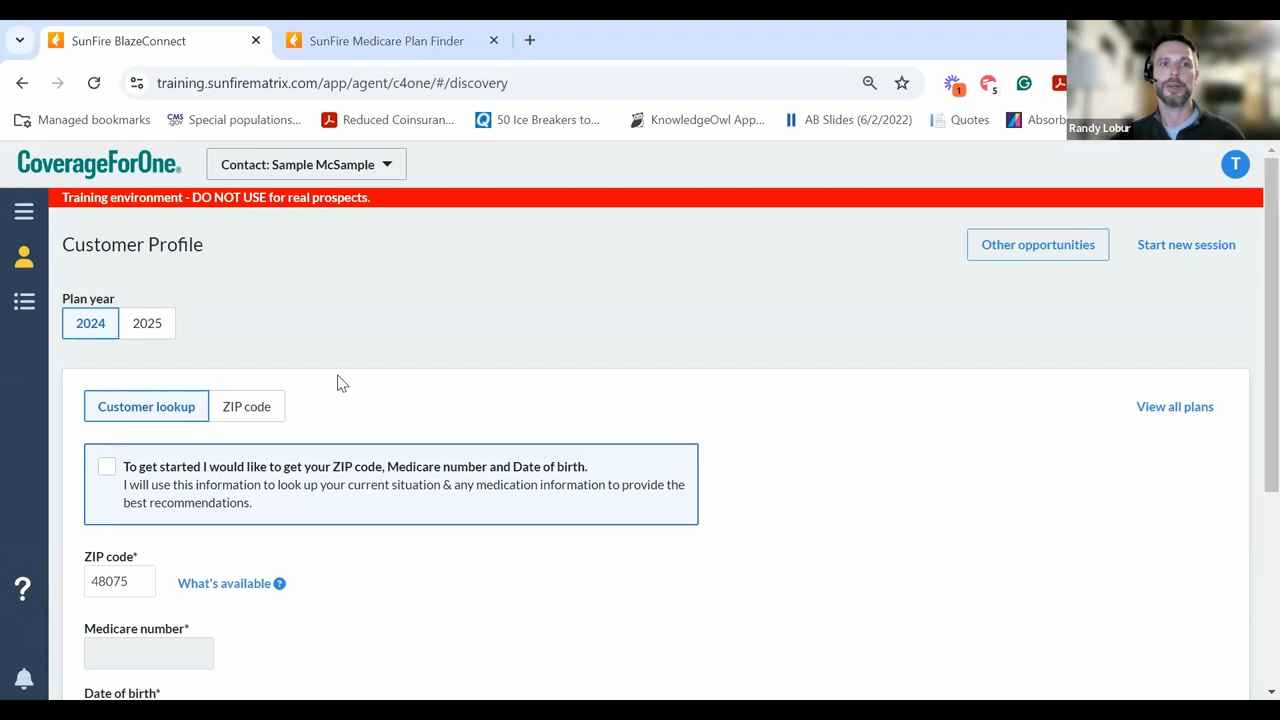 SunFire BlazeConnect
SunFire Medicare Plan Finder
training.sunfirematrix.com/app/agent/c4one/#/discovery
1
5
Managed bookmarks
CMS.gov
Special populations...
Reduced Coinsuran...
50 Ice Breakers to...
KnowledgeOwl App...
AB Slides (6/2/2022)
Quotes
Absorb
Randy Lobur
CoverageForOne®
Contact: Sample McSample
T
Training environment - DO NOT USE for real prospects.
Customer Profile
Other opportunities
Start new session
Plan year
2024
2025
Customer lookup
ZIP code
View all plans
To get started I would like to get your ZIP code, Medicare number and Date of birth.
I will use this information to look up your current situation & any medication information to provide the
best recommendations.
ZIP code*
48075
What's available ?
?
Medicare number*
Date of birth*